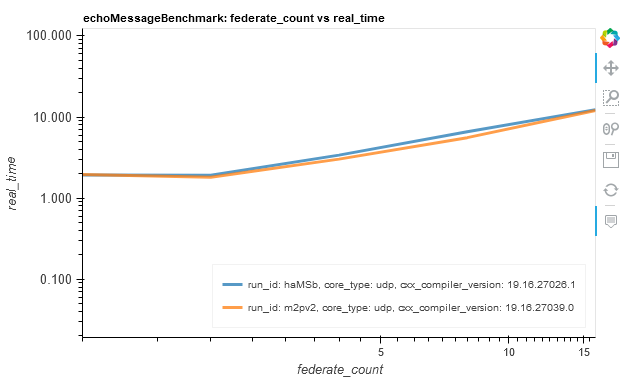 echoMessageBenchmark: federate_count vs real_time
100.000
10.000
1.000
0.100
real_time
run_id: haMSb, core_type: udp, cxx_compiler_version: 19.16.27026.1
run_id: m2pv2, core_type: udp, cxx_compiler_version: 19.16.27039.0
5
10
15
federate_count